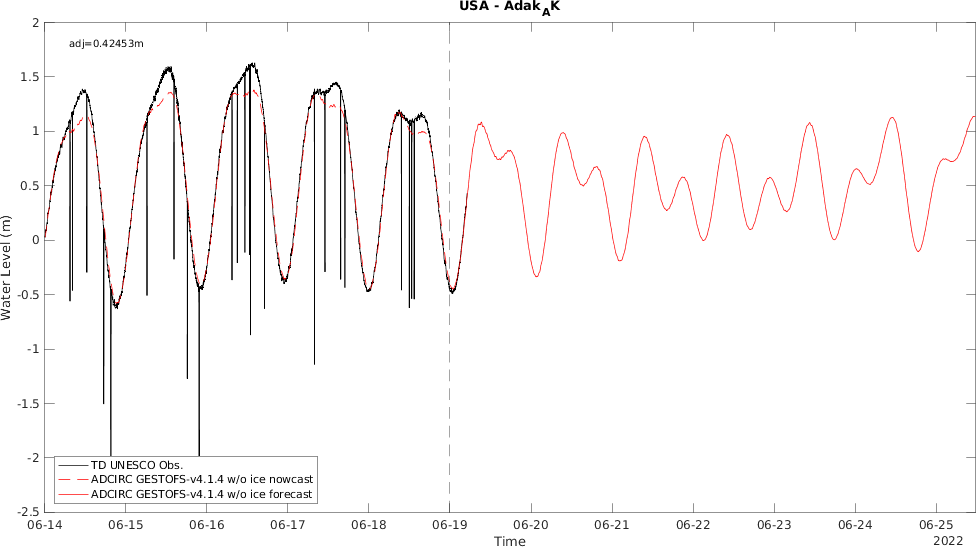 USA - Adak_AK
adj=0.42453m
2
1.5
1
0.5
0
-0.5
-1
-1.5
-2
-2.5
Water Level (m)
TD UNESCO Obs.
ADCIRC GESTOFS-v4.1.4 w/o ice nowcast
ADCIRC GESTOFS-v4.1.4 w/o ice forecast
06-14 06-15 06-16 06-17 06-18 06-19 06-20 06-21 06-22 06-23 06-24 06-25
Time
2022